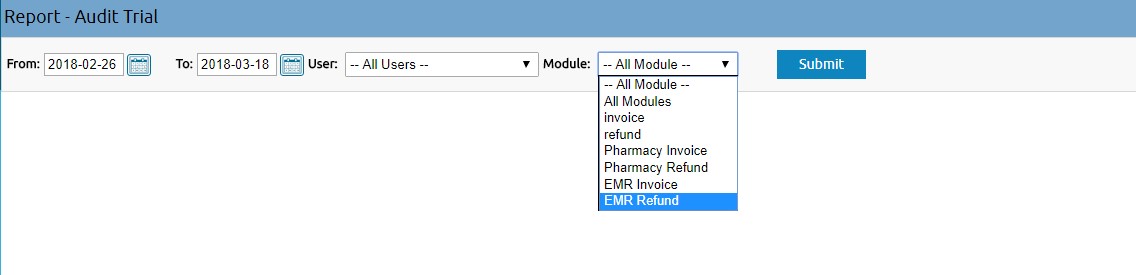 Report - Audit Trial
From: 2018-02-26 To: 2018-03-18 User: -- All Users -- Module: -- All Module -- Submit
-- All Module --
All Modules
invoice
refund
Pharmacy Invoice
Pharmacy Refund
EMR Invoice
EMR Refund